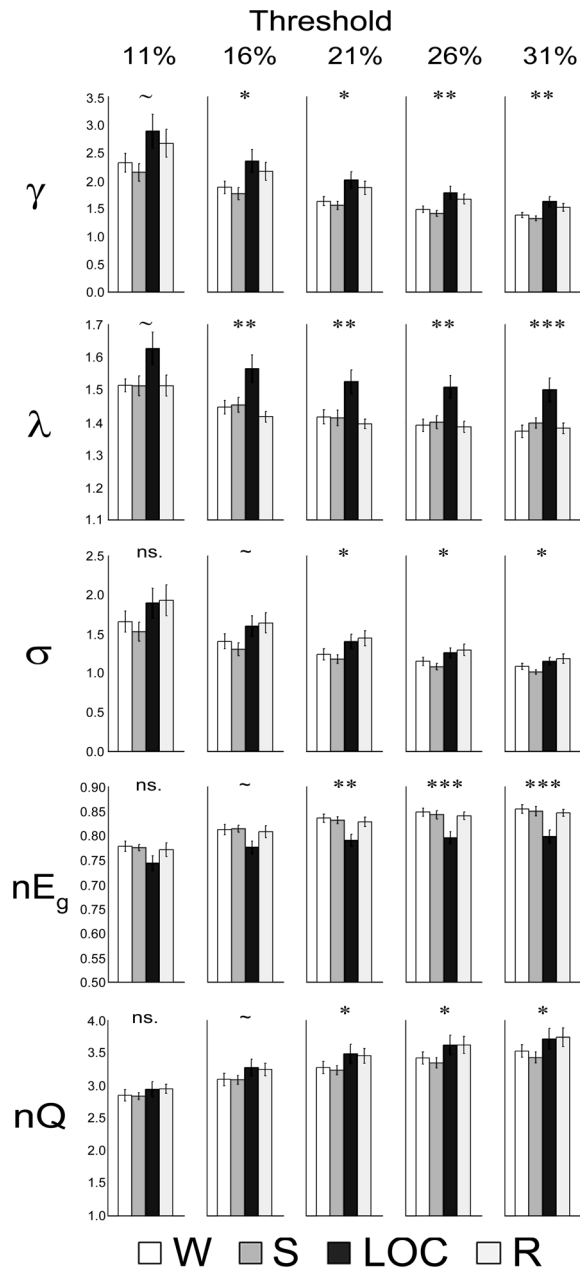 Threshold
11% 16% 21% 26% 31%
~ * * ** **
γ
3.5
3.0
2.5
2.0
1.5
1.0
0.5
0.0
~ ** ** ** ***
λ
1.7
1.6
1.5
1.4
1.3
1.2
1.1
ns. ~ * * *
σ
2.5
2.0
1.5
1.0
0.5
0.0
ns. ~ ** *** ***
nEg
0.90
0.85
0.80
0.75
0.70
0.65
0.60
0.55
0.50
ns. ~ * * *
nQ
4.0
3.5
3.0
2.5
2.0
1.5
1.0
W S LOC R